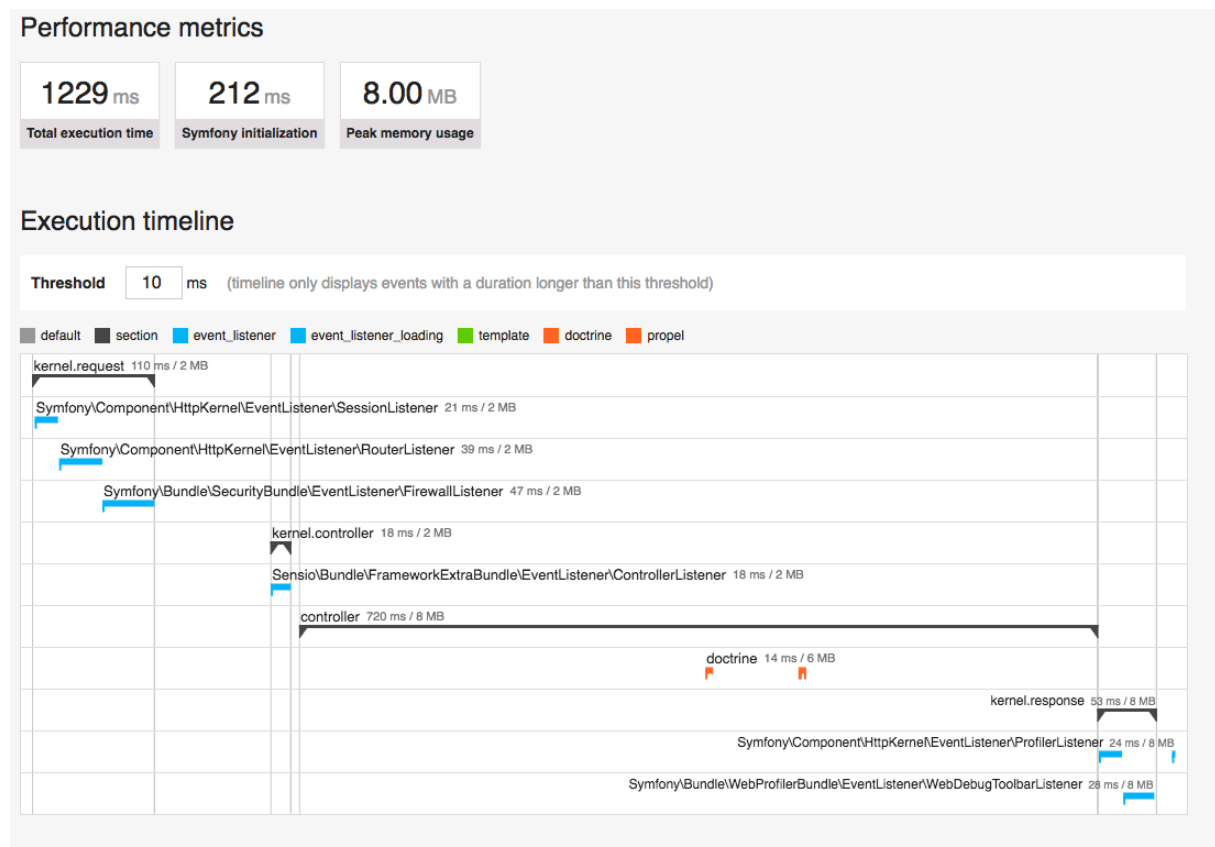 Performance metrics
1229 ms 212 ms 8.00 MB
Total execution time Symfony initialization Peak memory usage
Execution timeline
Threshold 10 ms (timeline only displays events with a duration longer than this threshold)
default section event_listener event_listener_loading template doctrine propel
kernel.request 110 ms / 2 MB
Symfony\Component\HttpKernel\EventListener\SessionListener 21 ms / 2 MB
Symfony\Component\HttpKernel\EventListener\RouterListener 39 ms / 2 MB
Symfony\Bundle\SecurityBundle\EventListener\FirewallListener 47 ms / 2 MB
kernel.controller 18 ms / 2 MB
Sensio\Bundle\FrameworkExtraBundle\EventListener\ControllerListener 18 ms / 2 MB
controller 720 ms / 8 MB
doctrine 14 ms / 6 MB
kernel.response 53 ms / 8 MB
Symfony\Component\HttpKernel\EventListener\ProfilerListener 24 ms / 8 MB
Symfony\Bundle\WebProfilerBundle\EventListener\WebDebugToolbarListener 28 ms / 8 MB